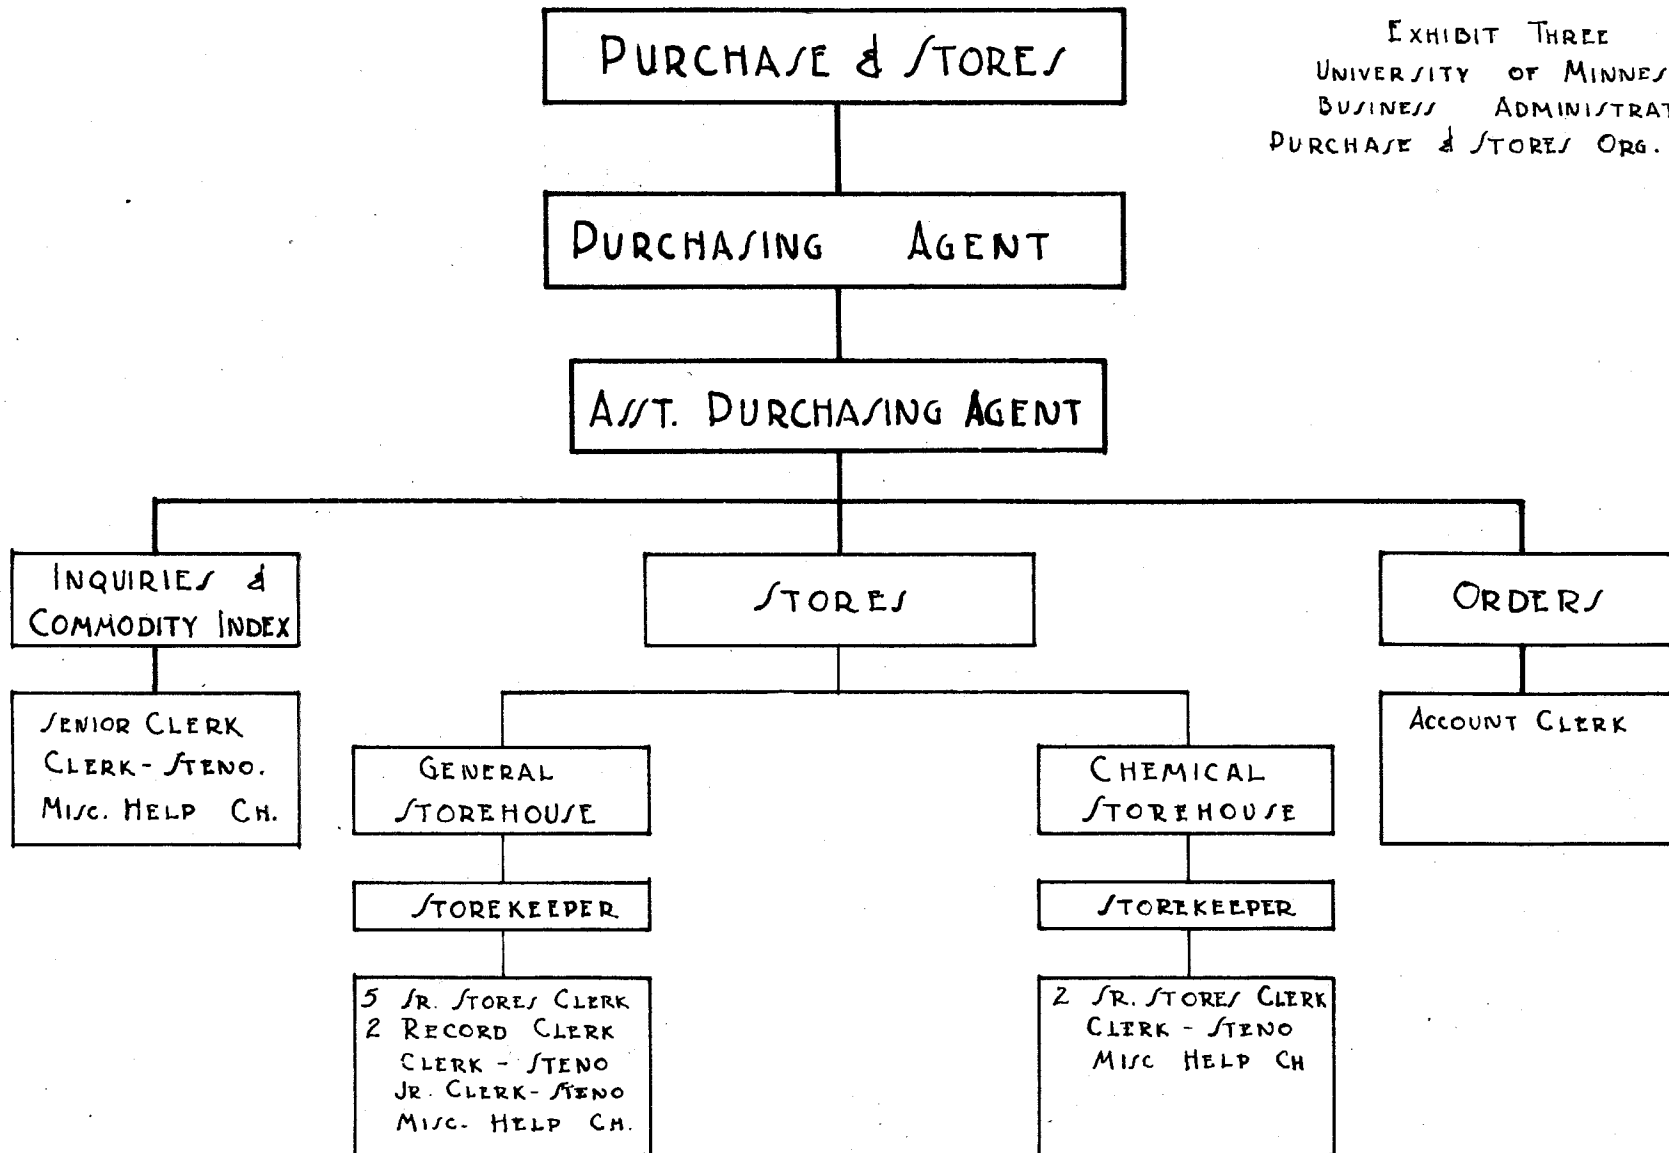 PURCHASE & STORES
EXHIBIT THREE
UNIVERSITY OF MINNES
BUSINESS ADMINISTRAT
PURCHASE & STORES ORG.
PURCHASING AGENT
ASST. PURCHASING AGENT
INQUIRIES &
COMMODITY INDEX
STORES
ORDERS
SENIOR CLERK
CLERK - STENO.
MISC. HELP CH.
GENERAL
STOREHOUSE
CHEMICAL
STOREHOUSE
ACCOUNT CLERK
STOREKEEPER
STOREKEEPER
5 SR. STORES CLERK
2 RECORD CLERK
CLERK - STENO
JR. CLERK - STENO
MISC. HELP CH.
2 SR. STORES CLERK
CLERK - STENO
MISC HELP CH